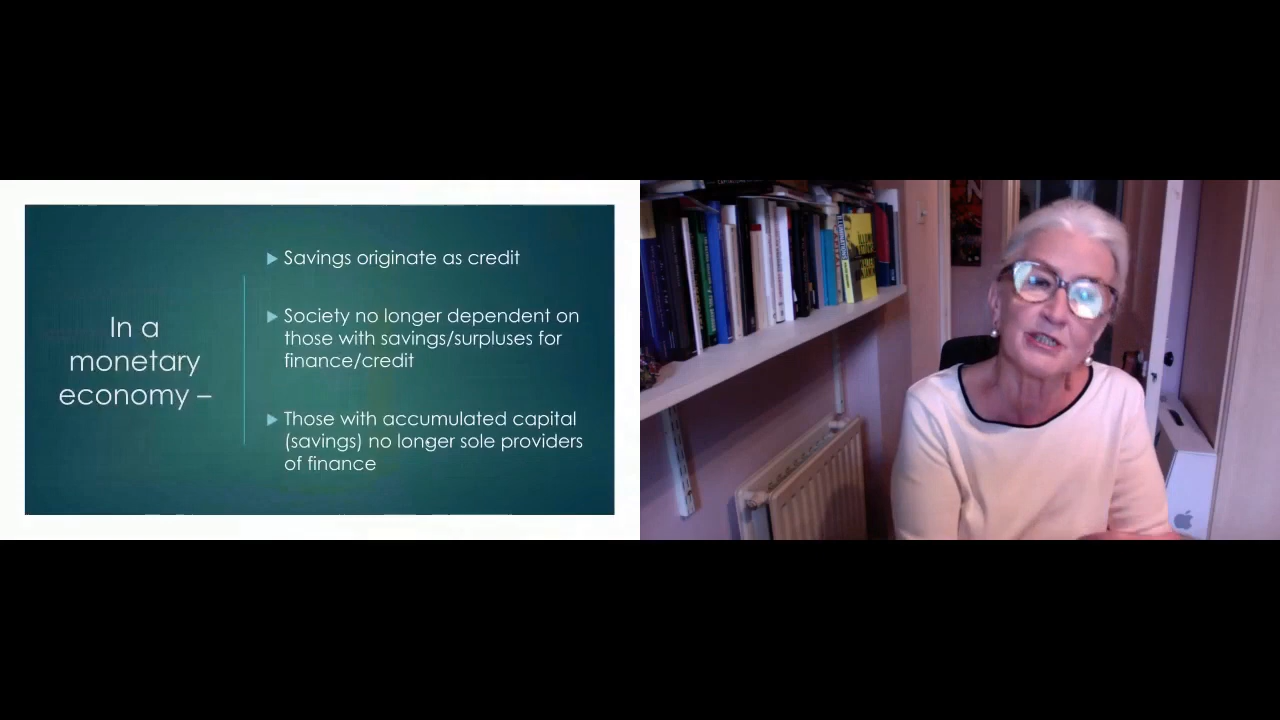 In a
monetary
economy –
Savings originate as credit
Society no longer dependent on
those with savings/surpluses for
finance/credit
Those with accumulated capital
(savings) no longer sole providers
of finance